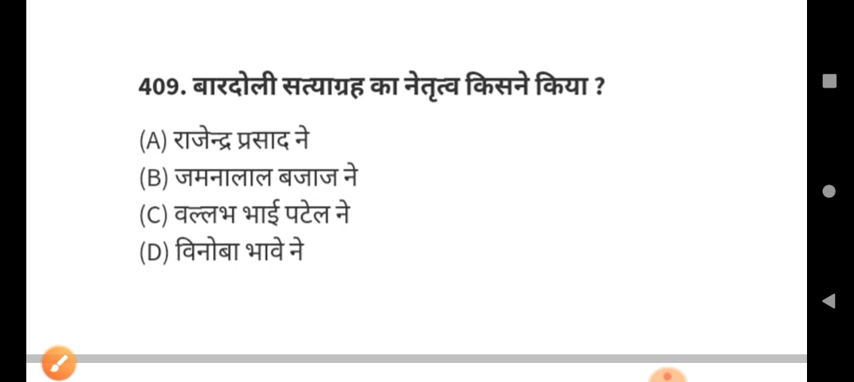 409. बारदोली सत्याग्रह का नेतृत्व किसने किया ?
(A) राजेन्द्र प्रसाद ने
(B) जमनालाल बजाज ने
(C) वल्लभ भाई पटेल ने
(D) विनोबा भावे ने